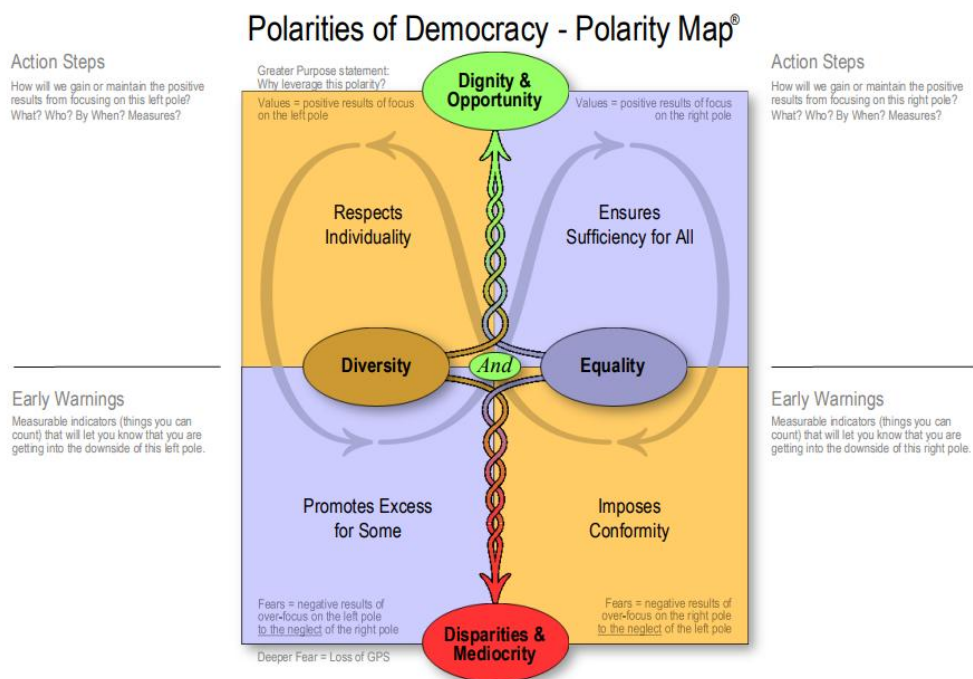 Polarities of Democracy - Polarity Map®
Action Steps
How will we gain or maintain the positive
results from focusing on this left pole?
What? Who? By When? Measures?
Greater Purpose statement:
Why leverage this polarity?
Values = positive results of focus
on the left pole
Dignity &
Opportunity
Values = positive results of focus
on the right pole
Action Steps
How will we gain or maintain the positive
results from focusing on this right pole?
What? Who? By When? Measures?
Respects
Individuality
Ensures
Sufficiency for All
Diversity
And
Equality
Early Warnings
Measurable indicators (things you can
count) that will let you know that you are
getting into the downside of this left pole.
Early Warnings
Measurable indicators (things you can
count) that will let you know that you are
getting into the downside of this right pole.
Promotes Excess
for Some
Imposes
Conformity
Fears = negative results of
over-focus on the left pole
to the neglect of the right pole
Deeper Fear = Loss of GPS
Disparities &
Mediocrity
Fears = negative results of
over-focus on the right pole
to the neglect of the left pole